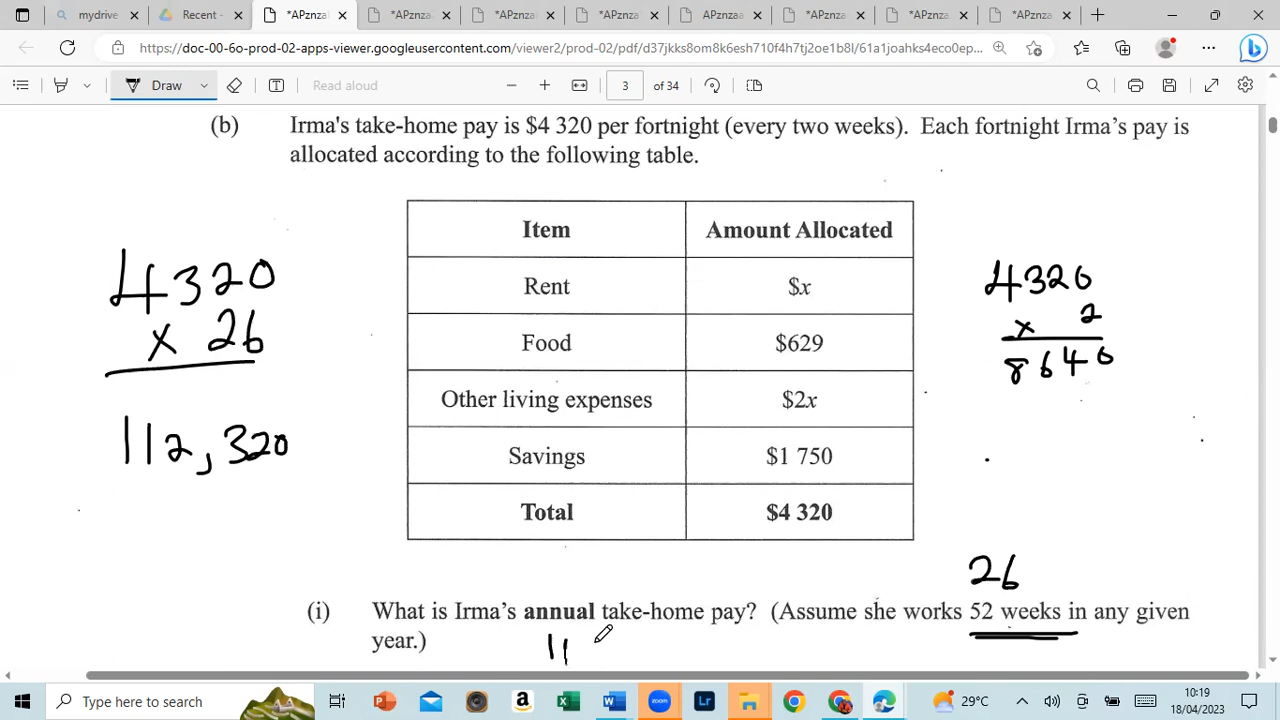 mydrive
Recent -
*APznzaj
*APznza
*APznza
*APznza
*APznza
*APznza
*APznza
*APznza
https://doc-00-6o-prod-02-apps-viewer.googleusercontent.com/viewer2/prod-02/pdf/d37jkks8om8k6esh710f4h7tj2oe1b8l/61a1joahks4eco0ep...
Draw
Read aloud
3
of 34
(b) Irma's take-home pay is $4 320 per fortnight (every two weeks). Each fortnight Irma's pay is
allocated according to the following table.
Item Amount Allocated
Rent $x
Food $629
Other living expenses $2x
Savings $1 750
Total $4 320
4320
x 26
112,320
4320
x 2
8640
26
(i) What is Irma's annual take-home pay? (Assume she works 52 weeks in any given
year.)
11
Type here to search
zoom
29°C
10:19
18/04/2023